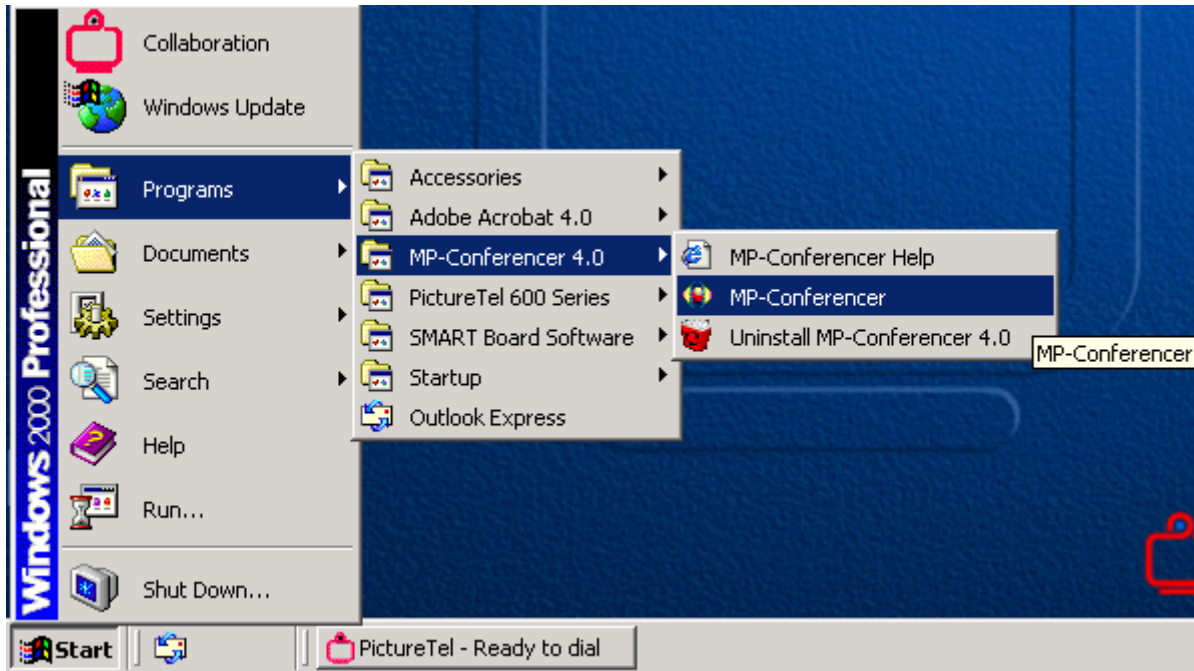 Collaboration
Windows Update
Programs
Documents
Settings
Search
Help
Run...
Shut Down...
Windows 2000 Professional
Accessories
Adobe Acrobat 4.0
MP-Conferencer 4.0
PictureTel 600 Series
SMART Board Software
Startup
Outlook Express
MP-Conferencer Help
MP-Conferencer
Uninstall MP-Conferencer 4.0
MP-Conferencer
Start
PictureTel - Ready to dial